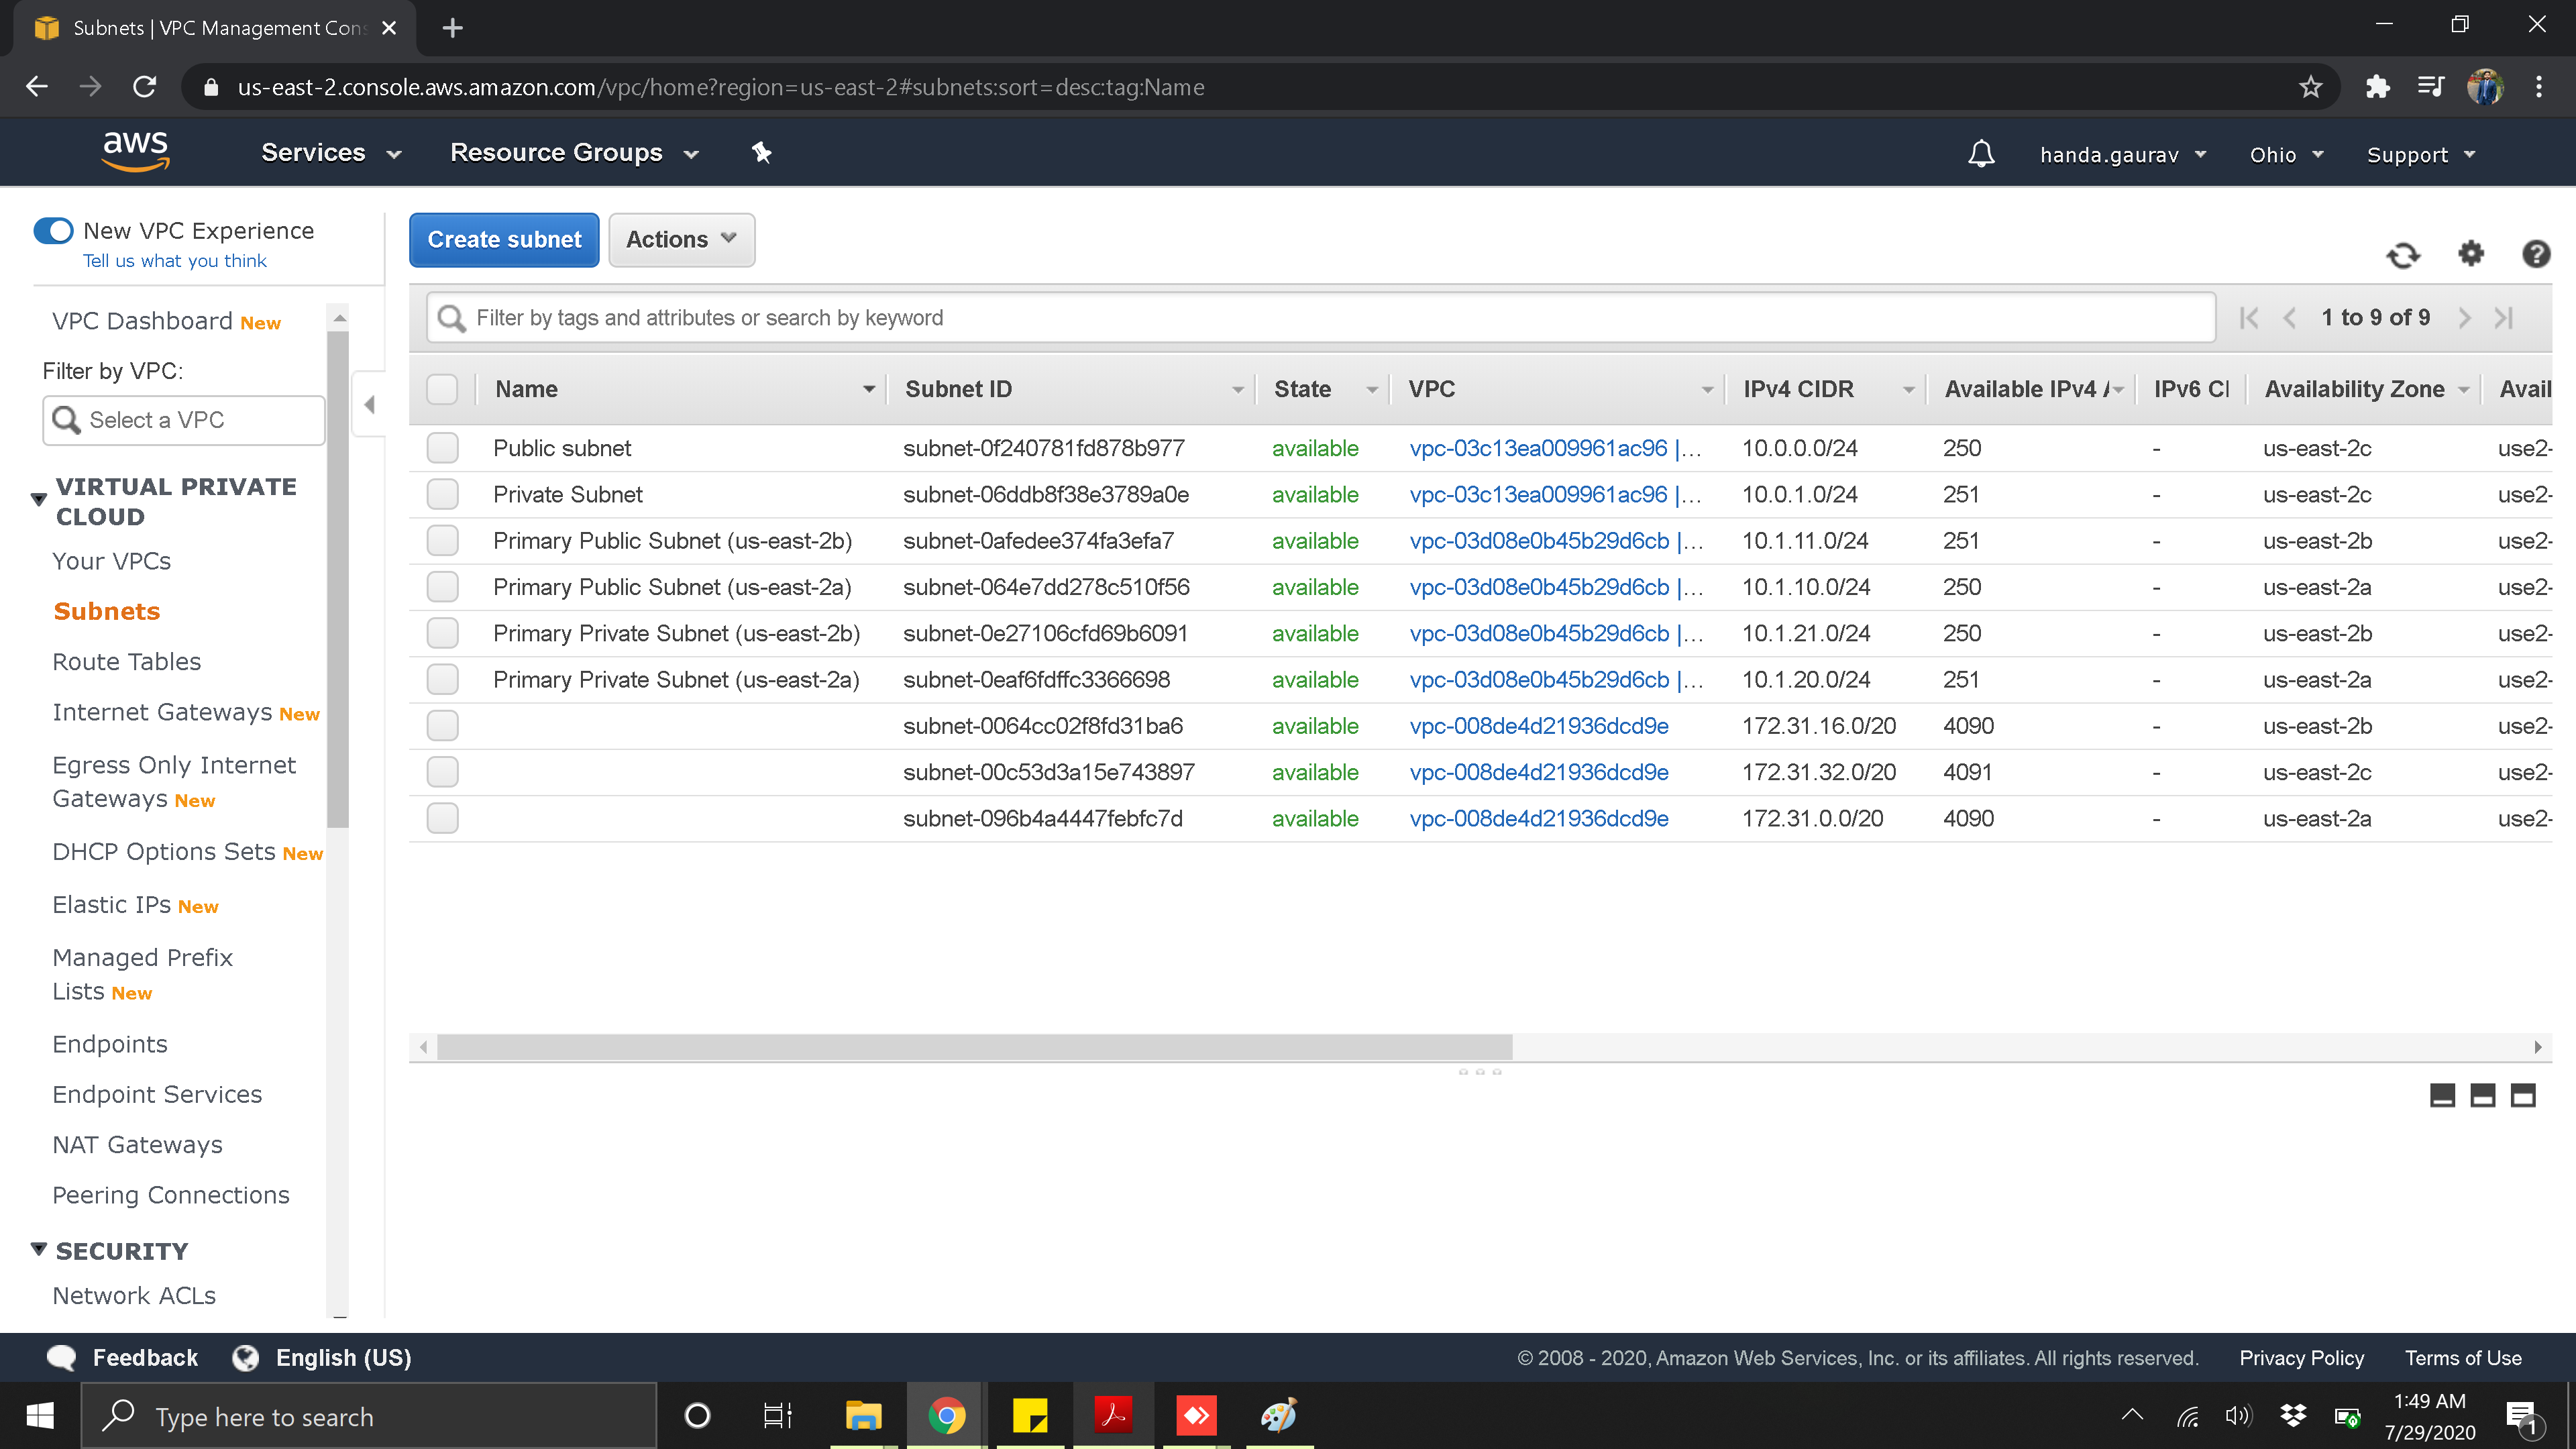 Subnets | VPC Management Cons
us-east-2.console.aws.amazon.com/vpc/home?region=us-east-2#subnets:sort=desc:tag:Name
aws Services Resource Groups handa.gaurav Ohio Support
New VPC Experience
Tell us what you think
VPC Dashboard New
Filter by VPC:
Select a VPC
VIRTUAL PRIVATE
CLOUD
Your VPCs
Subnets
Route Tables
Internet Gateways New
Egress Only Internet
Gateways New
DHCP Options Sets New
Elastic IPs New
Managed Prefix
Lists New
Endpoints
Endpoint Services
NAT Gateways
Peering Connections
SECURITY
Network ACLs
Create subnet Actions
Filter by tags and attributes or search by keyword 1 to 9 of 9
Name Subnet ID State VPC IPv4 CIDR Available IPv4 IPv6 CI Availability Zone Avail
Public subnet subnet-0f240781fd878b977 available vpc-03c13ea009961ac96 |... 10.0.0.0/24 250 - us-east-2c use2-
Private Subnet subnet-06ddb8f38e3789a0e available vpc-03c13ea009961ac96 |... 10.0.1.0/24 251 - us-east-2c use2-
Primary Public Subnet (us-east-2b) subnet-0afedee374fa3efa7 available vpc-03d08e0b45b29d6cb |... 10.1.11.0/24 251 - us-east-2b use2-
Primary Public Subnet (us-east-2a) subnet-064e7dd278c510f56 available vpc-03d08e0b45b29d6cb |... 10.1.10.0/24 250 - us-east-2a use2-
Primary Private Subnet (us-east-2b) subnet-0e27106cfd69b6091 available vpc-03d08e0b45b29d6cb |... 10.1.21.0/24 250 - us-east-2b use2-
Primary Private Subnet (us-east-2a) subnet-0eaf6fdffc3366698 available vpc-03d08e0b45b29d6cb |... 10.1.20.0/24 251 - us-east-2a use2-
subnet-0064cc02f8fd31ba6 available vpc-008de4d21936dcd9e 172.31.16.0/20 4090 - us-east-2b use2-
subnet-00c53d3a15e743897 available vpc-008de4d21936dcd9e 172.31.32.0/20 4091 - us-east-2c use2-
subnet-096b4a4447febfc7d available vpc-008de4d21936dcd9e 172.31.0.0/20 4090 - us-east-2a use2-
Feedback English (US) © 2008 - 2020, Amazon Web Services, Inc. or its affiliates. All rights reserved. Privacy Policy Terms of Use
Type here to search
1:49 AM
7/29/2020
1